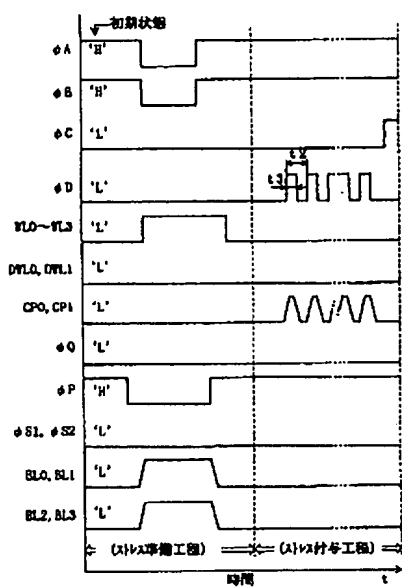 初期状態
φA 'H'
φB 'H'
φC 'L'
t2
t3
φD 'L'
WL0～WL3 'L'
DWL0, DWL1 'L'
CP0, CP1 'L'
φQ 'L'
φP 'H'
φS1, φS2 'L'
BL0, BL1 'L'
BL2, BL3 'L'
(ストレス準備工程) (ストレス付与工程)
時間 t